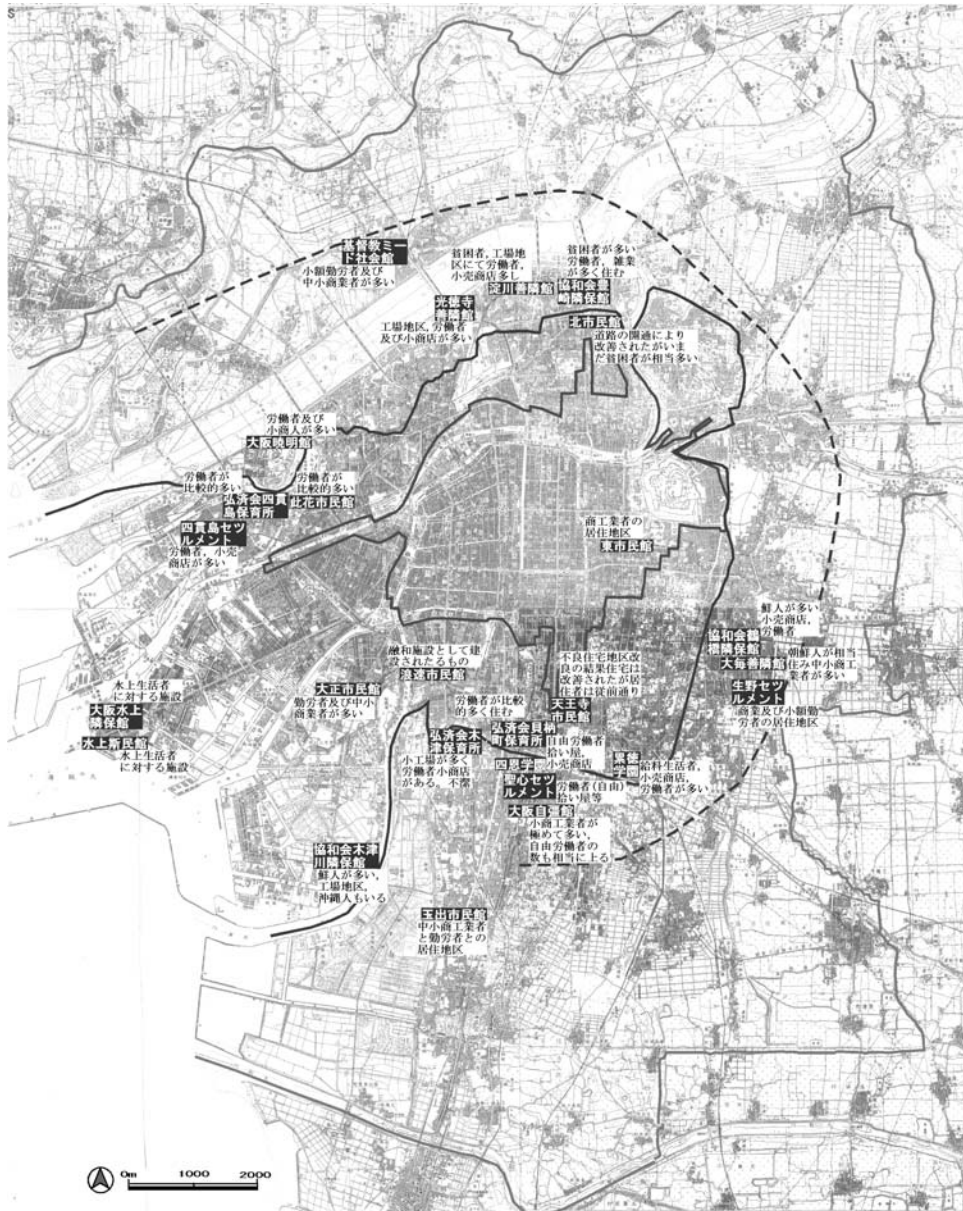 基督教ミー
ド社会館
小額勤労者及び
中小商業者が多い
貧困者,工場地
区にて労働者,
小売商店多し
淀川善隣館
貧困者が多い
労働者,雑業
が多く住む
協和会豊
崎隣保館
光徳寺
善隣館
工場地区,労働者
及び小商店が多い
北市民館
道路の開通により
改善されたがいま
だ貧困者が相当多い
労働者及び
小商人が多い
大阪暁明館
労働者が
比較的多い
弘済会四貫
島保育所
労働者が
比較的多い
此花市民館
四貫島セツ
ルメント
労働者,小売
商店が多い
商工業者の
居住地区
東市民館
鮮人が多い
小売商店,
労働者
協和会鶴
橋隣保館
朝鮮人が相当
住み中小商工
業者が多い
大毎善隣館
生野セツ
ルメント
商業及び小額勤
労者の居住地区
融和施設として建
設されたるもの
浪速市民館
不良住宅地区改
良の結果住宅は
改善されたが居
住者は従前通り
天王寺
市民館
水上生活者
に対する施設
大阪水上
隣保館
水上新民館
水上生活者
に対する施設
大正市民館
勤労者及び中小
商業者が多い
労働者が比較
的多く住む
弘済会木
津保育所
小工場が多く
労働者小商店
がある。不潔
弘済会貝柄
町保育所
自由労働者
拾い屋,
小売商店
四恩学園
聖心セツ
ルメント
労働者(自由)
拾い屋等
学園
給料生活者,
小売商店,
労働者が多い
大阪自彊館
小商工業者が
極めて多い,
自由労働者の
数も相当に上る
協和会木津
川隣保館
鮮人が多い,
工場地区,
沖縄人もいる
玉出市民館
中小商工業者
と勤労者との
居住地区
0m 1000 2000